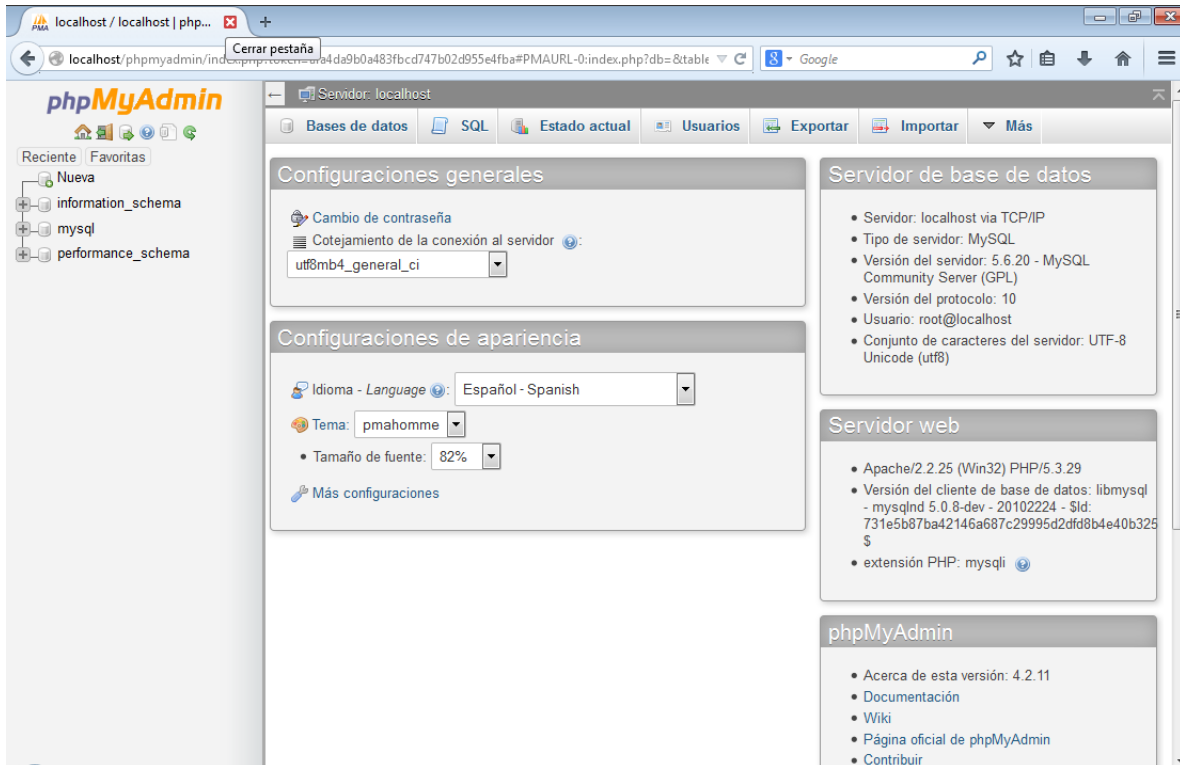 localhost / localhost | php...
Cerrar pestaña
localhost/phpmyadmin/index.php?token=
a4da9b0a483fbcd747b02d955e4fba#PMAURL-0:index.php?db=&table
Google
phpMyAdmin
Reciente Favoritas
Nueva
information_schema
mysql
performance_schema
Servidor: localhost
Bases de datos SQL Estado actual Usuarios Exportar Importar Más
Configuraciones generales
Cambio de contraseña
Cotejamiento de la conexión al servidor :
utf8mb4_general_ci
Configuraciones de apariencia
Idioma - Language : Español - Spanish
Tema: pmahomme
• Tamaño de fuente: 82%
Más configuraciones
Servidor de base de datos
• Servidor: localhost via TCP/IP
• Tipo de servidor: MySQL
• Versión del servidor: 5.6.20 - MySQL
Community Server (GPL)
• Versión del protocolo: 10
• Usuario: root@localhost
• Conjunto de caracteres del servidor: UTF-8
Unicode (utf8)
Servidor web
• Apache/2.2.25 (Win32) PHP/5.3.29
• Versión del cliente de base de datos: libmysql
- mysqlnd 5.0.8-dev - 20102224 - $Id:
731e5b87ba42146a687c29995d2dfd8b4e40b325
$
• extensión PHP: mysqli
phpMyAdmin
• Acerca de esta versión: 4.2.11
• Documentación
• Wiki
• Página oficial de phpMyAdmin
• Contribuir